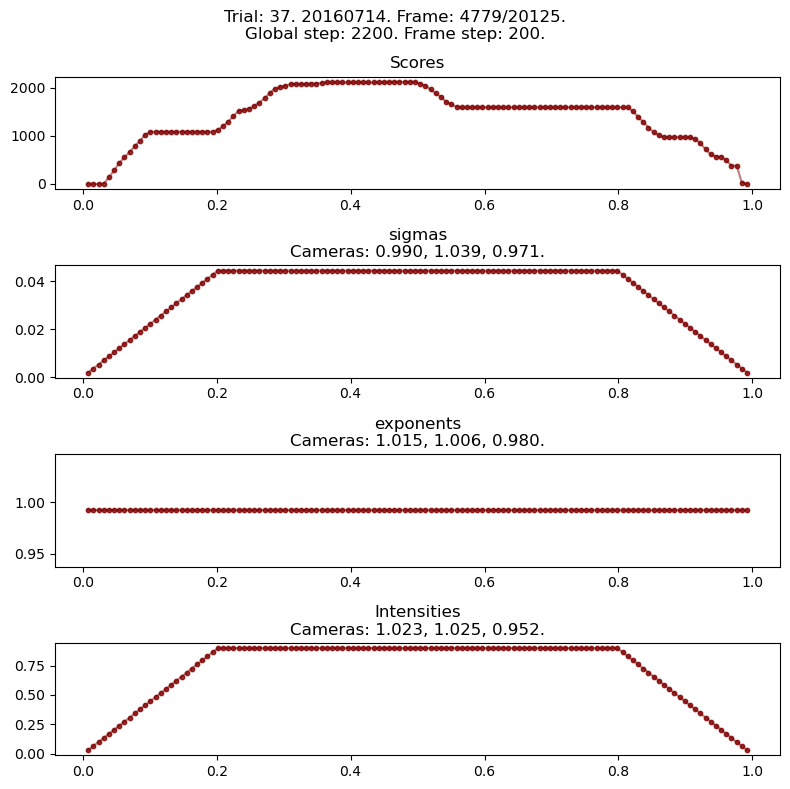 Trial: 37. 20160714. Frame: 4779/20125.
Global step: 2200. Frame step: 200.
Scores
2000
1000
0
0.0 0.2 0.4 0.6 0.8 1.0
sigmas
Cameras: 0.990, 1.039, 0.971.
0.04
0.02
0.00
0.0 0.2 0.4 0.6 0.8 1.0
exponents
Cameras: 1.015, 1.006, 0.980.
1.00
0.95
0.0 0.2 0.4 0.6 0.8 1.0
Intensities
Cameras: 1.023, 1.025, 0.952.
0.75
0.50
0.25
0.00
0.0 0.2 0.4 0.6 0.8 1.0